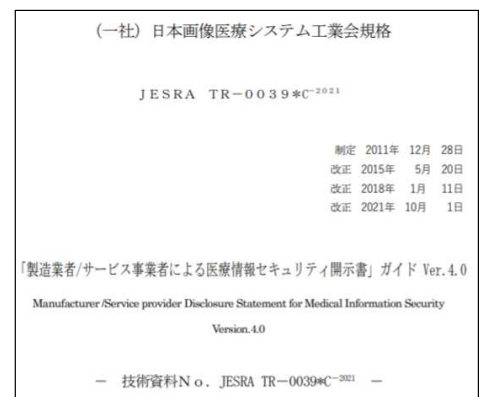 (一社)日本画像医療システム工業会規格
JESRA TR-0039*C-2021
制定 2011年 12月 28日
改正 2015年 5月 20日
改正 2018年 1月 11日
改正 2021年 10月 1日
「製造業者/サービス事業者による医療情報セキュリティ開示書」ガイド Ver.4.0
Manufacturer/Service provider Disclosure Statement for Medical Information Security
Version.4.0
— 技術資料No. JESRA TR-0039*C-2021 —